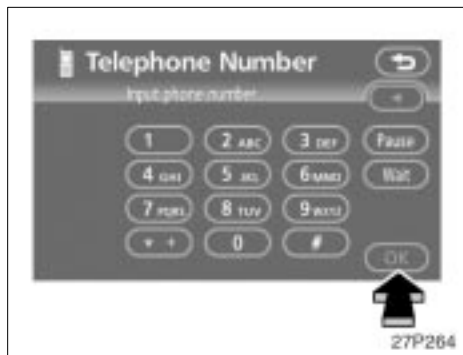 Telephone Number
Input phone number
1 2 ABC 3 DEF Pause
4 GHI 5 JKL 6 MNO Wait
7 PQRS 8 TUV 9 WXYZ
* + 0 #
OK
27P264